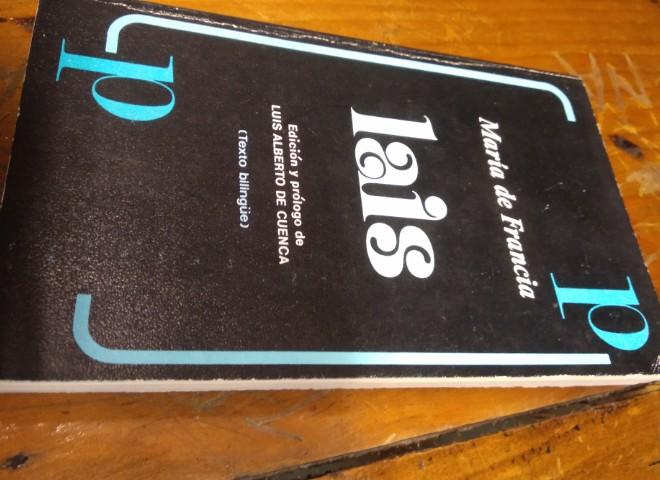 p
María de Francia
lais
Edición y prólogo de
LUIS ALBERTO DE CUENCA
(Texto bilingüe)
p